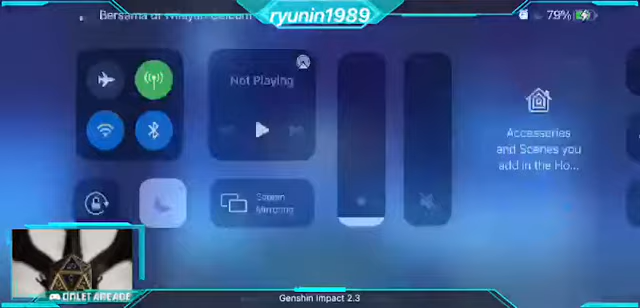 ryunin1989
79%
Not Playing
Screen
Mirroring
Accessories
and Scenes you
add in the Ho...
OMLET ARCADE
Genshin impact 2.3